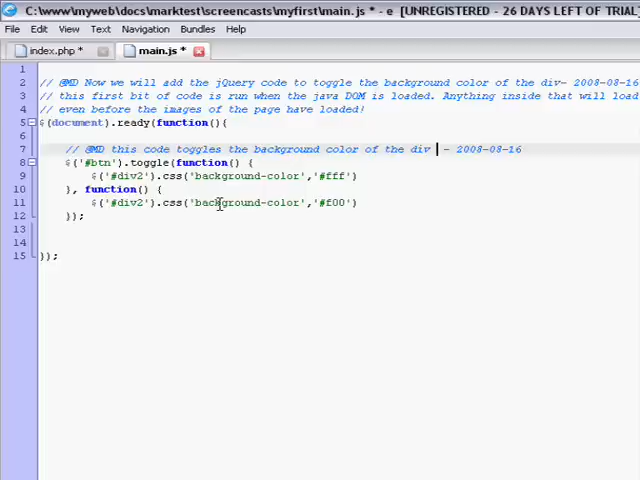 C:\www\myweb\docs\marktest\screencasts\myfirst\main.js * - e [UNREGISTERED - 26 DAYS LEFT OF TRIAL
File Edit View Text Navigation Bundles Help
index.php * main.js *
1
2 // @MD Now we will add the jQuery code to toggle the background color of the div- 2008-08-16
3 // this first bit of code is run when the java DOM is loaded. Anything inside that will load
4 // even before the images of the page have loaded!
5 $(document).ready(function(){
6
7 // @MD this code toggles the background color of the div - 2008-08-16
8 $('#btn').toggle(function() {
9 $('#div2').css('background-color','#fff')
10 }, function() {
11 $('#div2').css('background-color','#f00')
12 });
13
14
15 });